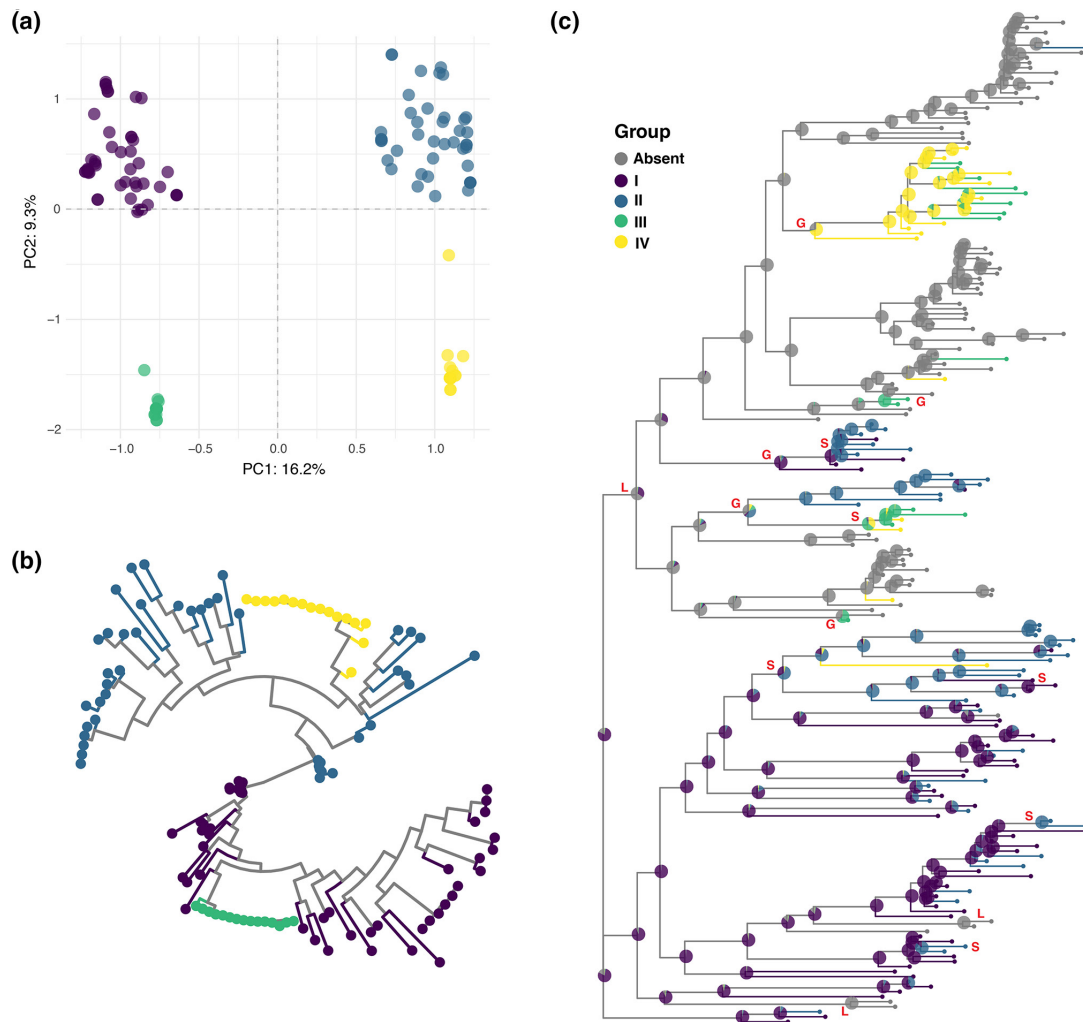 (a)
1
0
−1
−2
PC2: 9.3%
−1.0
−0.5
0.0
0.5
1.0
PC1: 16.2%
(b)
(c)
Group
Absent
I
II
III
IV
G
G
S
G
L
G
S
G
S
S
S
L
S
L